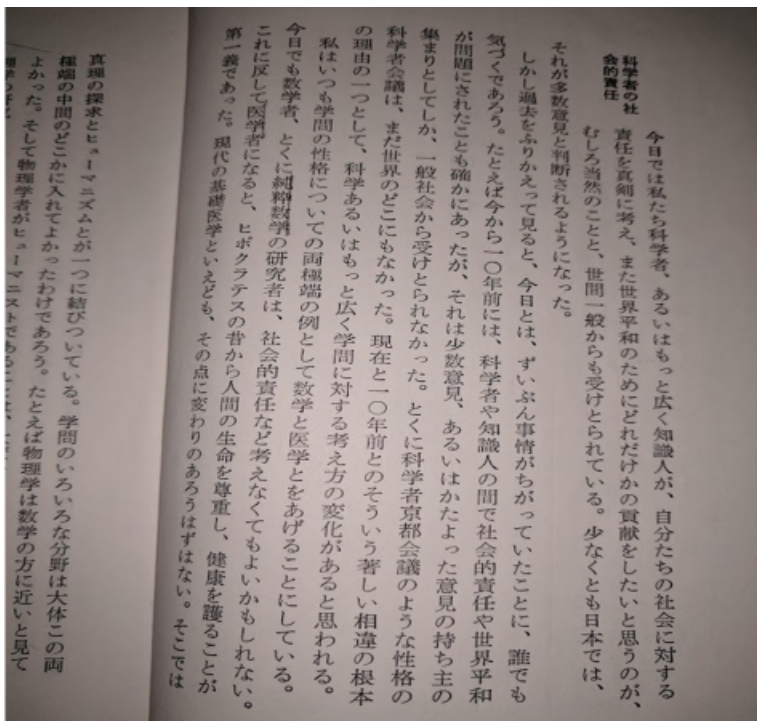 科学者の社
会的責任
今日では私たち科学者、あるいはもっと広く知識人が、自分たちの社会に対する
責任を真剣に考え、また世界平和のためにどれだけかの貢献をしたいと思うのが、
むしろ当然のことと、世間一般からも受けとられている。少なくとも日本では、
それが多数意見と判断されるようになった。
しかし過去をふりかえって見ると、今日とは、ずいぶん事情がちがっていたことに、誰でも
気づくであろう。たとえば今から一〇年前には、科学者や知識人の間で社会的責任や世界平和
が問題にされたことも確かにあったが、それは少数意見、あるいはかたよった意見の持ち主の
集まりとしてしか、一般社会から受けとられなかった。とくに科学者京都会議のような性格の
科学者会議は、まだ世界のどこにもなかった。現在と一〇年前とのそういう著しい相違の根本
の理由の一つとして、科学あるいはもっと広く学問に対する考え方の変化があると思われる。
私はいつも学問の性格についての両極端の例として数学と医学とをあげることにしている。
今日でも数学者、とくに純粋数学の研究者は、社会的責任など考えなくてもよいかもしれない。
これに反して医学者になると、ヒポクラテスの昔から人間の生命を尊重し、健康を護ることが
第一義であった。現代の基礎医学といえども、その点に変わりのあろうはずはない。そこでは
真理の探求とヒューマニズムとが一つに結びついている。学問のいろいろな分野は大体この両
極端の中間のどこかに入れてよかったわけであろう。たとえば物理学は数学の方に近いと見て
よかった。そして物理学者がヒューマニストであることは、